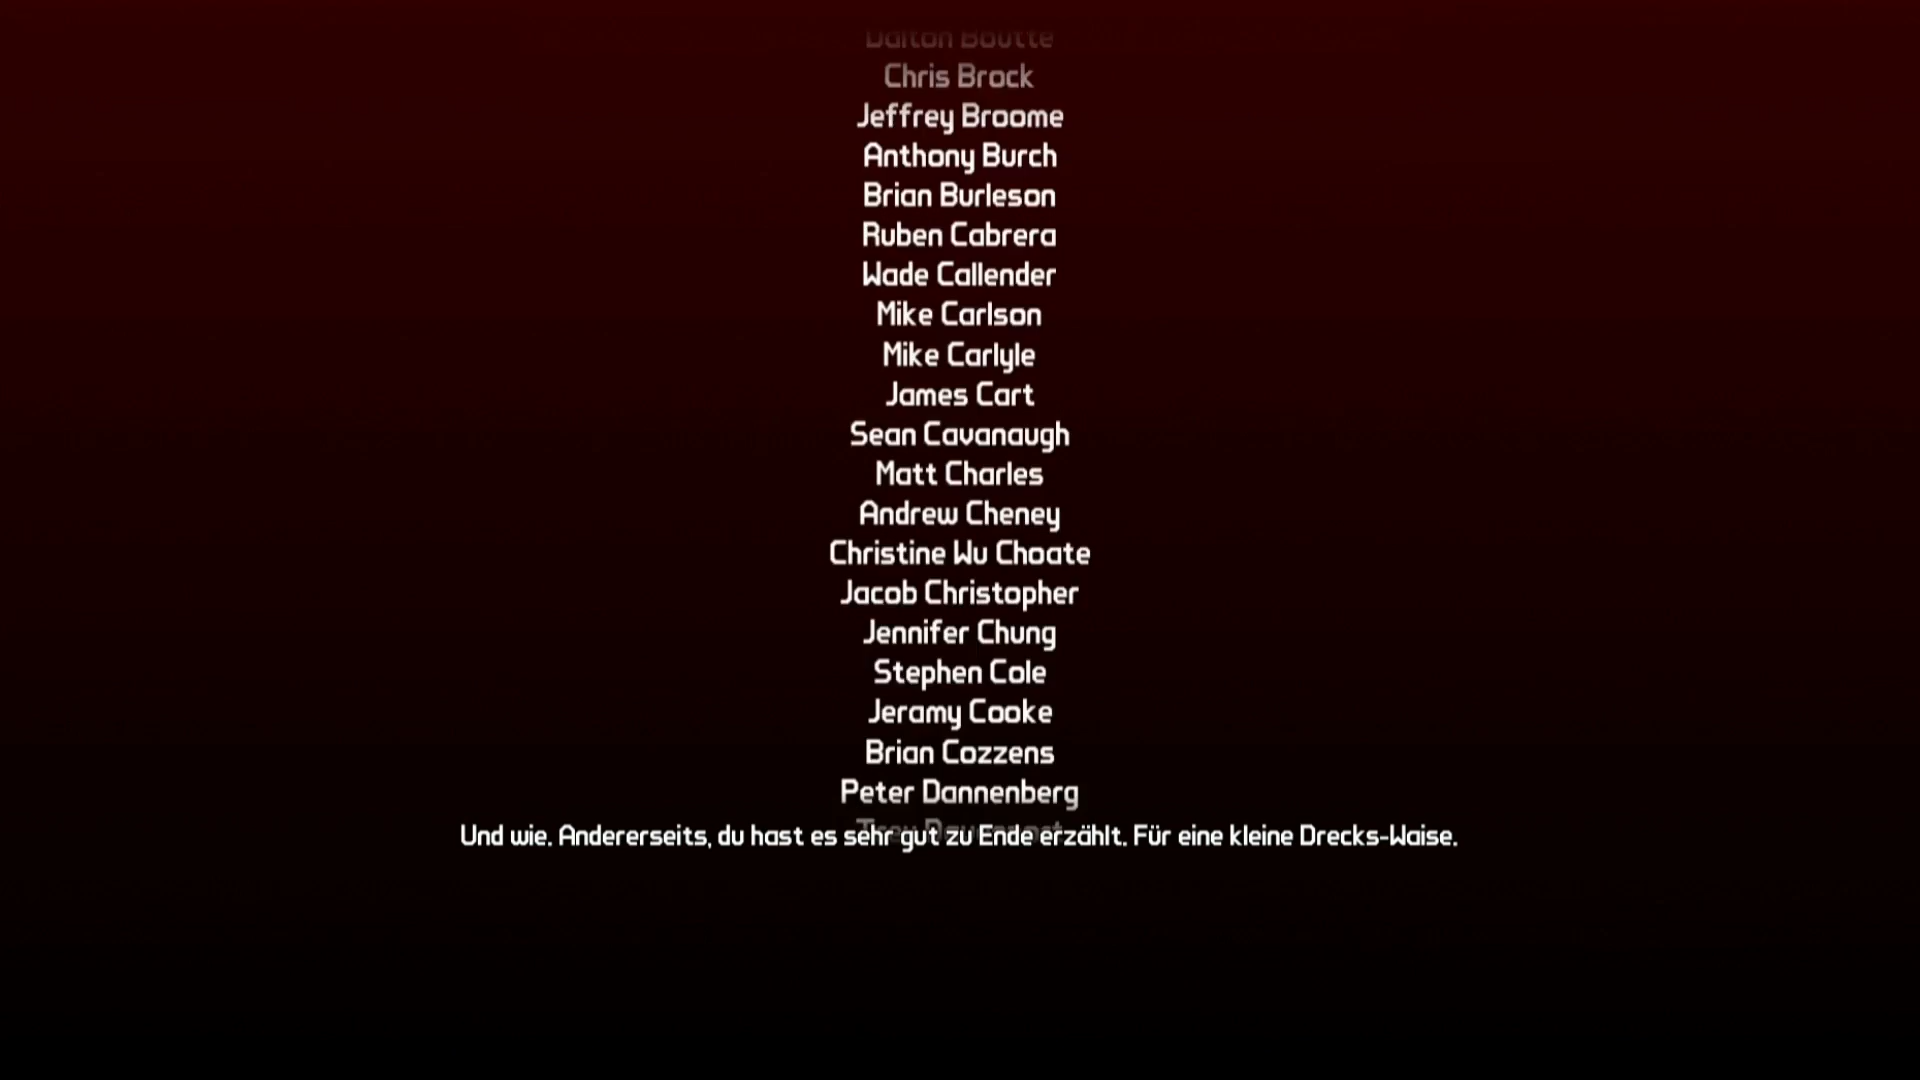 Dalton Boutte
Chris Brock
Jeffrey Broome
Anthony Burch
Brian Burleson
Ruben Cabrera
Wade Callender
Mike Carlson
Mike Carlyle
James Cart
Sean Cavanaugh
Matt Charles
Andrew Cheney
Christine Wu Choate
Jacob Christopher
Jennifer Chung
Stephen Cole
Jeramy Cooke
Brian Cozzens
Peter Dannenberg
Und wie. Andererseits, du hast es sehr gut zu Ende erzählt. Für eine kleine Drecks-Waise.